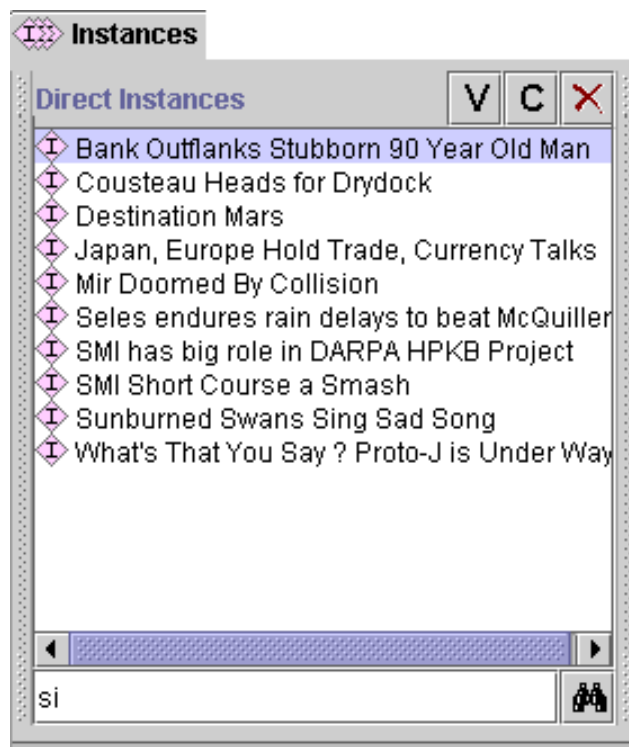 Instances
Direct Instances V C
Bank Outflanks Stubborn 90 Year Old Man
Cousteau Heads for Drydock
Destination Mars
Japan, Europe Hold Trade, Currency Talks
Mir Doomed By Collision
Seles endures rain delays to beat McQuiller
SMI has big role in DARPA HPKB Project
SMI Short Course a Smash
Sunburned Swans Sing Sad Song
What's That You Say ? Proto-J is Under Way
si